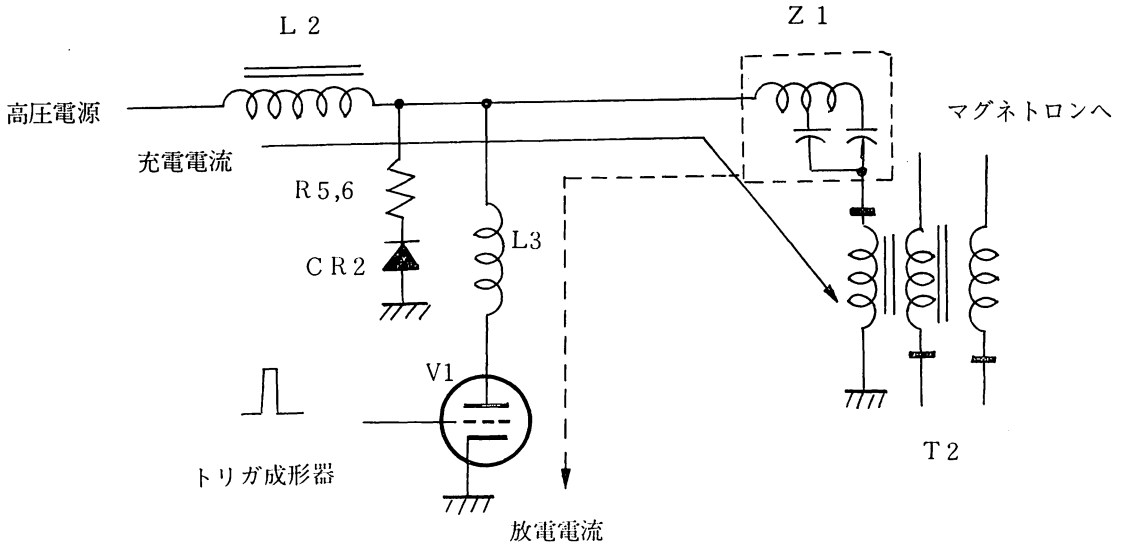 Z 1
L 2
高圧電源
マグネトロンへ
充電電流
R 5,6
L3
CR2
V1
T 2
トリガ成形器
放電電流